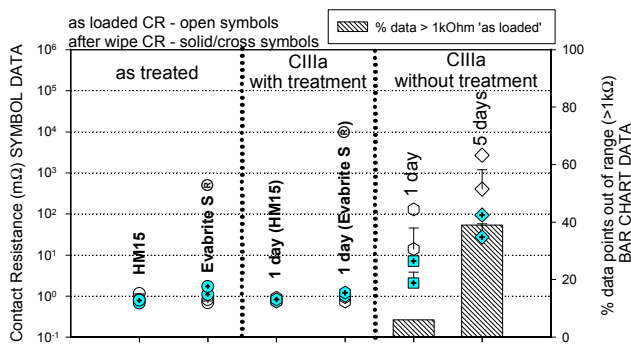 as loaded CR - open symbols
after wipe CR - solid/cross symbols
% data > 1kOhm 'as loaded'
10⁶
10⁵
10⁴
10³
10²
10¹
10⁰
10⁻¹
Contact Resistance (mΩ) SYMBOL DATA
as treated
CIIIa
with treatment
CIIIa
without treatment
HM15
Evabrite S ®
1 day (HM15)
1 day (Evabrite S ®)
1 day
5 days
100
80
60
40
20
0
% data points out of range (>1kΩ)
BAR CHART DATA